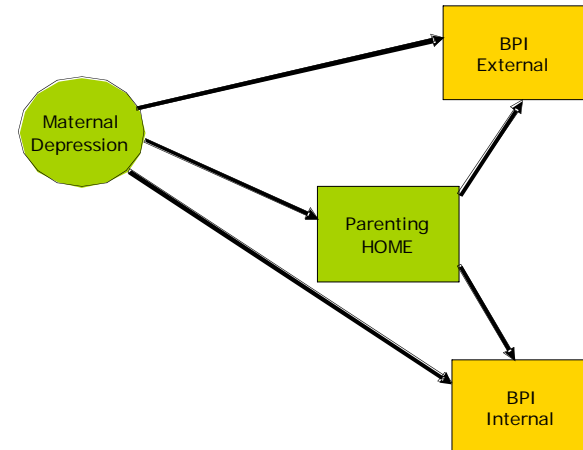 BPI
External
Maternal
Depression
Parenting
HOME
BPI
Internal